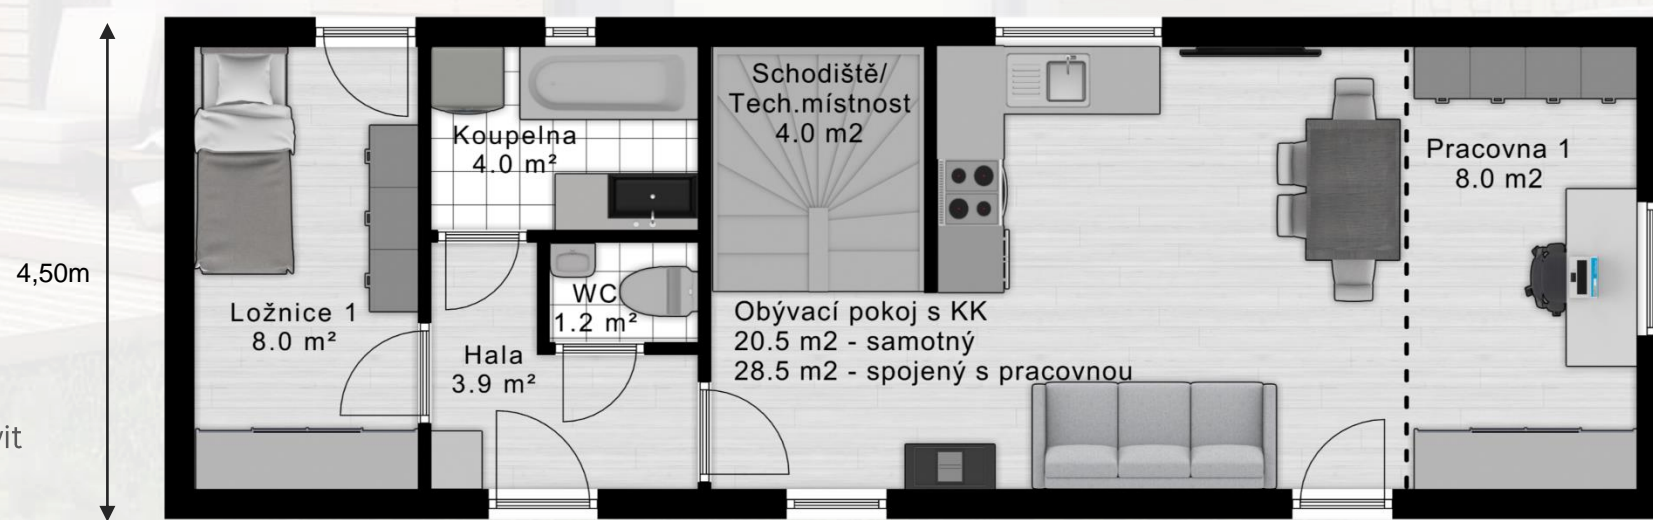 4,50m
vit
Ložnice 1
8.0 m²
Koupelna
4.0 m²
Hala
3.9 m²
WC
1.2 m²
Schodiště/
Tech.místnost
4.0 m2
Obývací pokoj s KK
20.5 m2 - samotný
28.5 m2 - spojený s pracovnou
Pracovna 1
8.0 m2